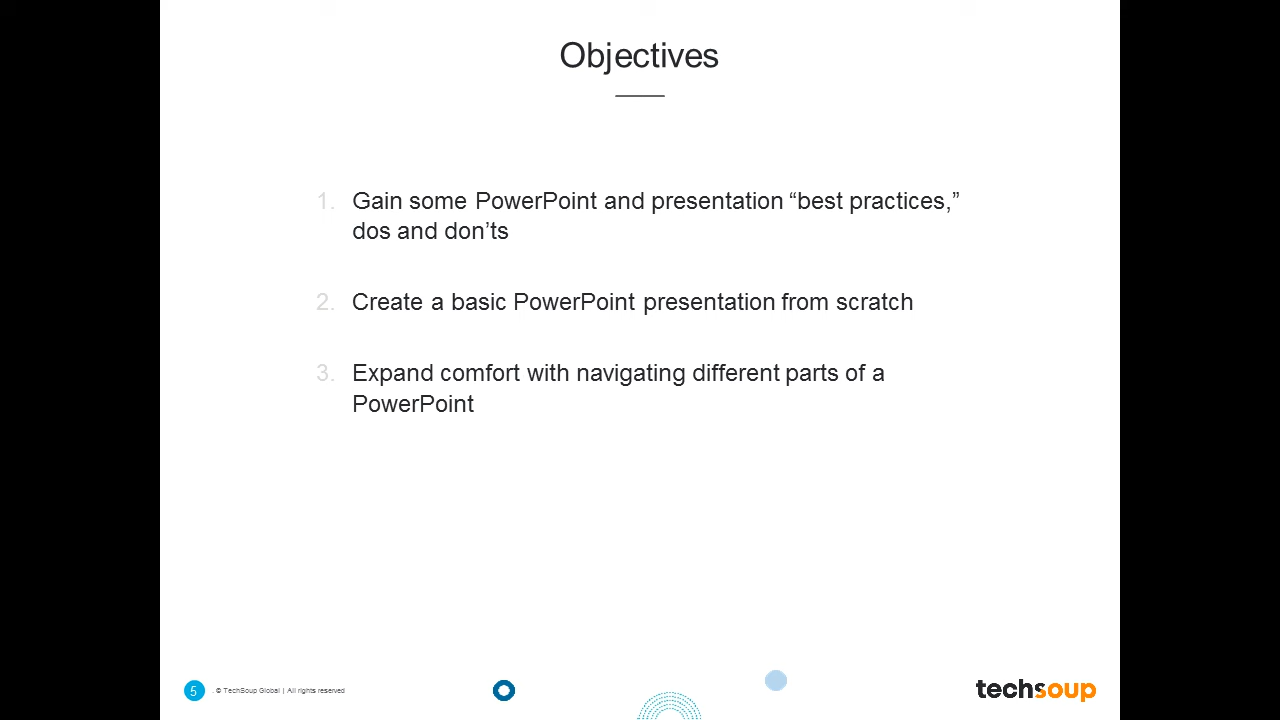 Objectives
1. Gain some PowerPoint and presentation “best practices,”
dos and don’ts
2. Create a basic PowerPoint presentation from scratch
3. Expand comfort with navigating different parts of a
PowerPoint
5 . © TechSoup Global | All rights reserved
techsoup